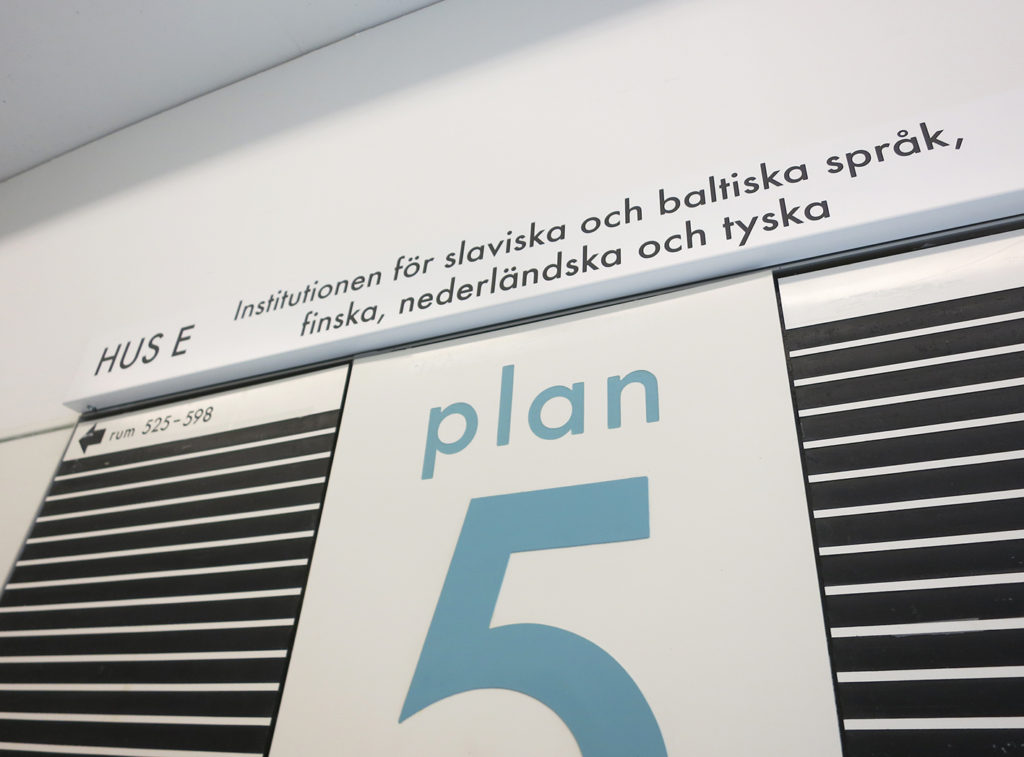 HUS E
Institutionen för slaviska och baltiska språk,
finska, nederländska och tyska
rum 525-598
plan
5